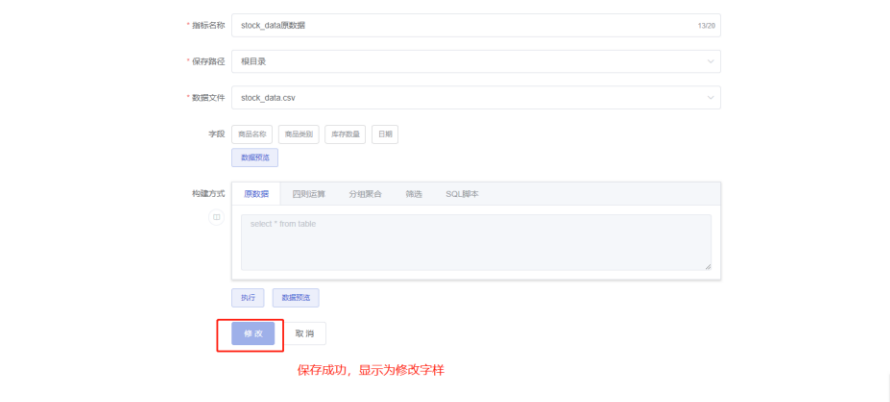 * 指标名称 stock_data原数据 13/28
* 保存路径 根目录
* 数据文件 stock_data.csv
字段 商品名称 商品类别 库存数量 日期
数据预览
构建方式 原数据 四则运算 分组聚合 筛选 SQL脚本
select * from table
执行 数据预览
修改 取消
保存成功，显示为修改字样